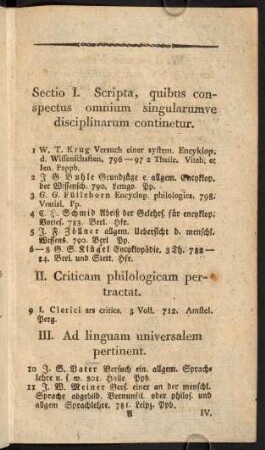 Sectio I. Scripta, quibus con-
spectus omnium singularumve
disciplinarum continetur.
1 W. T. Krug Versuch einer system. Encyklop.
d. Wissenschaften. 796—97 2 Theile. Viteb. et
Ien. Pappb.
2 J G Buhle Grundzüge e. allgem. Encyklop.
der Wissensch. 790. Lemgo. Pp.
3 G. G. Fülleborn Encyclop. philologica. 798.
Vratisl. Pp.
4 C. E. Schmid Abriß der Gelehrs. für encyklop.
Vorles. 783. Berl. Hfr.
5 J. F. Zöllner allgem. Uebersicht d. menschl.
Wissens. 790. Berl Pp.
6—8 G. S. Klügel Encyklopädie. 3 Th. 782—
84. Berl. und Stett. Hfr.
II. Criticam philologicam per-
tractat.
9 I. Clerici ars critica. 3 Voll. 712. Amstel.
Perg.
III. Ad linguam universalem
pertinent.
10 J. S. Vater Versuch ein. allgem. Sprach-
lehre u. s w. 801. Halle. Ppb.
11 J. W. Meiner Vers. einer an der menschl.
Sprache abgebild. Vernunftl. oder philos. und
allgem Sprachlehre. 781. Leipz. Ppb.
A IV.